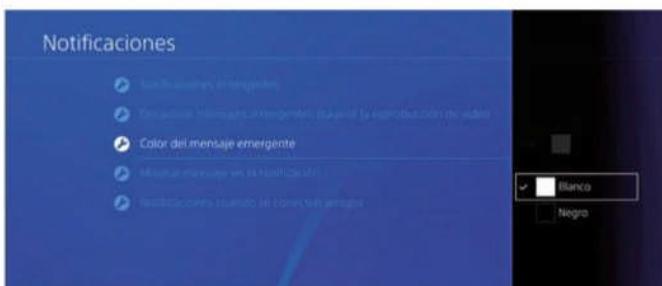 Notificaciones
Notificaciones emergentes
Desactivar mensajes emergentes durante la reproducción de vídeo
Color del mensaje emergente
Mostrar mensaje en la notificación
Notificaciones cuando se conecten amigos
Blanco
Negro